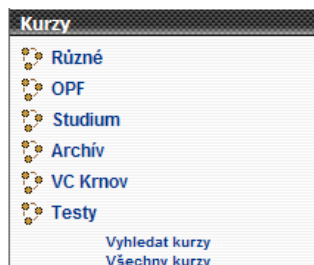 Kurzy
Různé
OPF
Studium
Archív
VC Krnov
Testy
Vyhledat kurzy
Všechny kurzy